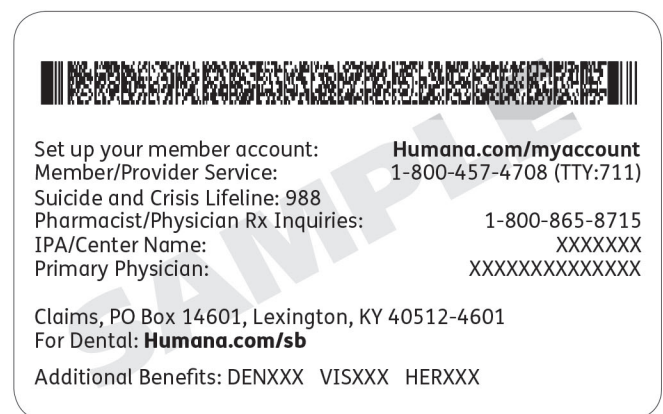 Set up your member account: Humana.com/myaccount
Member/Provider Service: 1-800-457-4708 (TTY:711)
Suicide and Crisis Lifeline: 988
Pharmacist/Physician Rx Inquiries: 1-800-865-8715
IPA/Center Name: XXXXXXX
Primary Physician: XXXXXXXXXXXXXX
Claims, PO Box 14601, Lexington, KY 40512-4601
For Dental: Humana.com/sb
Additional Benefits: DENXXX VISXXX HERXXX
SAMPLE